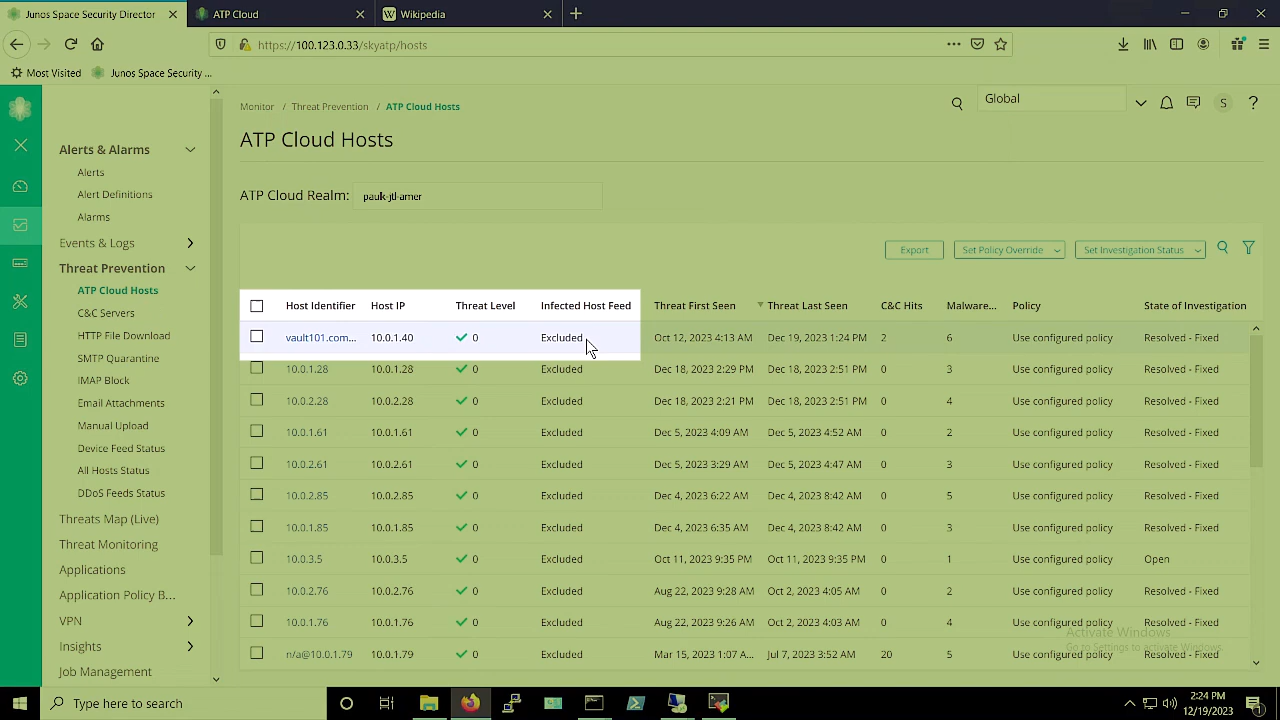 Junos Space Security Director
ATP Cloud
Wikipedia
https://100.123.0.33/skyatp/hosts
Most Visited
Junos Space Security ...
Monitor / Threat Prevention / ATP Cloud Hosts
Global
S
?
ATP Cloud Hosts
Alerts & Alarms
Alerts
Alert Definitions
Alarms
Events & Logs
Threat Prevention
ATP Cloud Hosts
C&C Servers
HTTP File Download
SMTP Quarantine
IMAP Block
Email Attachments
Manual Upload
Device Feed Status
All Hosts Status
DDoS Feeds Status
Threats Map (Live)
Threat Monitoring
Applications
Application Policy B...
VPN
Insights
Job Management
ATP Cloud Realm: paulk-jtl-amer
Export Set Policy Override Set Investigation Status
Host Identifier Host IP Threat Level Infected Host Feed Threat First Seen Threat Last Seen C&C Hits Malware... Policy State of Investigation
vault101.com... 10.0.1.40 0 Excluded Oct 12, 2023 4:13 AM Dec 19, 2023 1:24 PM 2 6 Use configured policy Resolved - Fixed
10.0.1.28 10.0.1.28 0 Excluded Dec 18, 2023 2:29 PM Dec 18, 2023 2:51 PM 0 3 Use configured policy Resolved - Fixed
10.0.2.28 10.0.2.28 0 Excluded Dec 18, 2023 2:21 PM Dec 18, 2023 2:51 PM 0 4 Use configured policy Resolved - Fixed
10.0.1.61 10.0.1.61 0 Excluded Dec 5, 2023 4:09 AM Dec 5, 2023 4:52 AM 0 2 Use configured policy Resolved - Fixed
10.0.2.61 10.0.2.61 0 Excluded Dec 5, 2023 3:29 AM Dec 5, 2023 4:47 AM 0 3 Use configured policy Resolved - Fixed
10.0.2.85 10.0.2.85 0 Excluded Dec 4, 2023 6:22 AM Dec 4, 2023 8:42 AM 0 5 Use configured policy Resolved - Fixed
10.0.1.85 10.0.1.85 0 Excluded Dec 4, 2023 6:35 AM Dec 4, 2023 8:42 AM 0 3 Use configured policy Resolved - Fixed
10.0.3.5 10.0.3.5 0 Excluded Oct 11, 2023 9:35 PM Oct 11, 2023 9:35 PM 0 1 Use configured policy Open
10.0.2.76 10.0.2.76 0 Excluded Aug 22, 2023 9:28 AM Oct 2, 2023 4:05 AM 0 2 Use configured policy Resolved - Fixed
10.0.1.76 10.0.1.76 0 Excluded Aug 22, 2023 9:26 AM Oct 2, 2023 4:03 AM 0 4 Use configured policy Resolved - Fixed
n/a@10.0.1.79 10.0.1.79 0 Excluded Mar 15, 2023 1:07 A... Jul 7, 2023 3:52 AM 20 5 Use configured policy Resolved - Fixed
Activate Windows
Go to Settings to activate Windows.
Type here to search
2:24 PM
12/19/2023
1